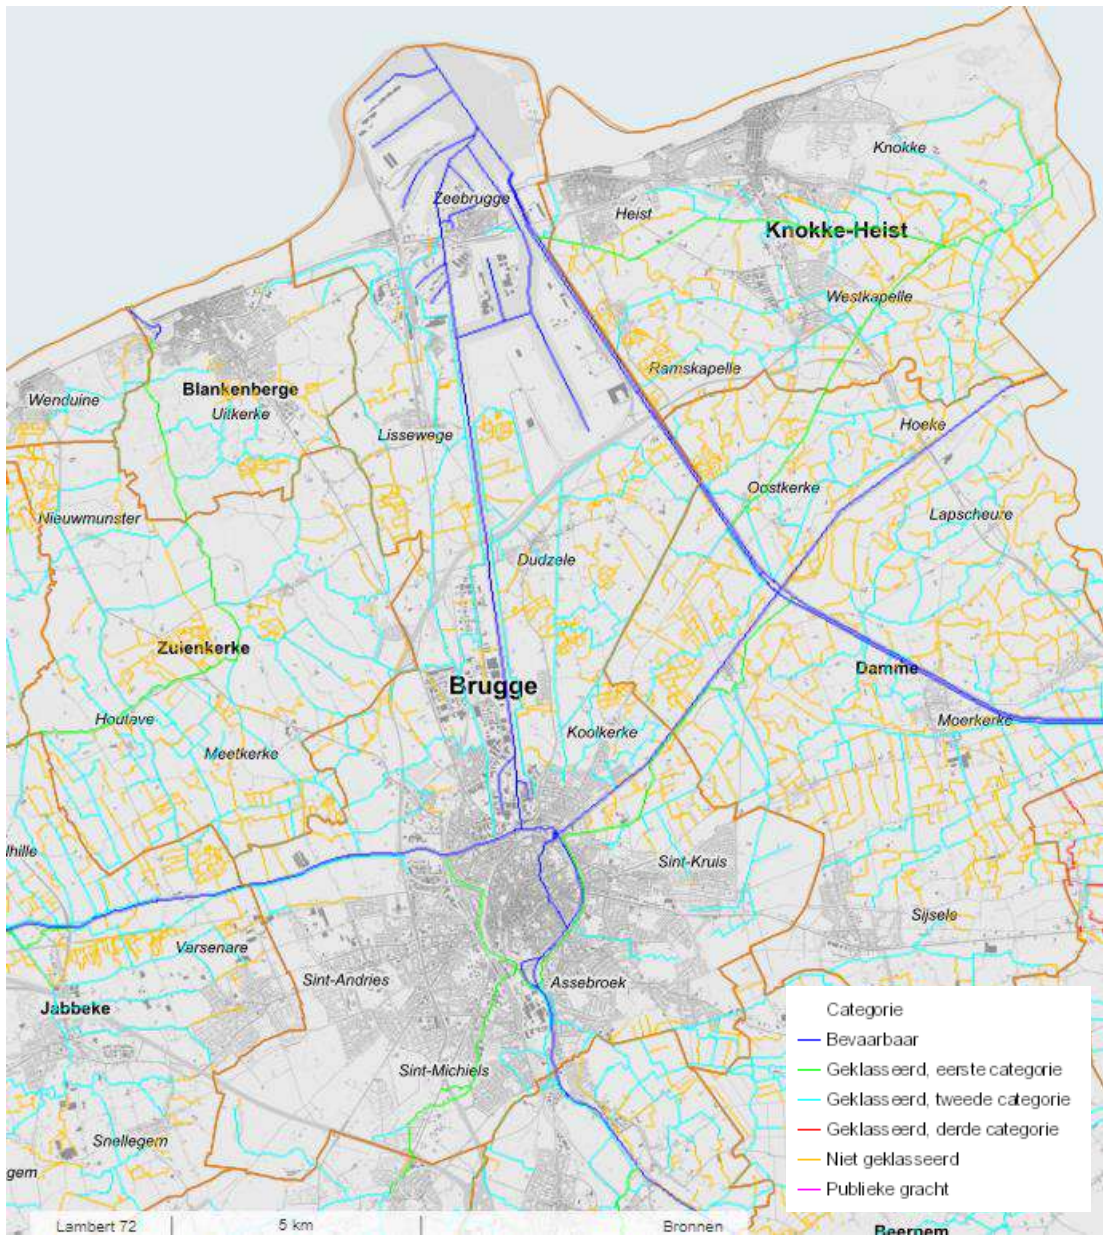 Knokke
Zeebrugge
Heist
Knokke-Heist
Westkapelle
Ramskapelle
Blankenberge
Wenduine
Uitkerke
Lissewege
Hoeke
Oostkerke
Nieuwmunster
Lapscheure
Dudzele
Zuienkerke
Damme
Brugge
Houtave
Moerkerke
Koolkerke
Meetkerke
lhille
Sint-Kruis
Sijsele
Varsenare
Sint-Andries
Assebroek
Jabbeke
Sint-Michiels
Snellegem
gem
Categorie
Bevaarbaar
Geklasseerd, eerste categorie
Geklasseerd, tweede categorie
Geklasseerd, derde categorie
Niet geklasseerd
Publieke gracht
Lambert 72
5 km
Bronnen
Beernem